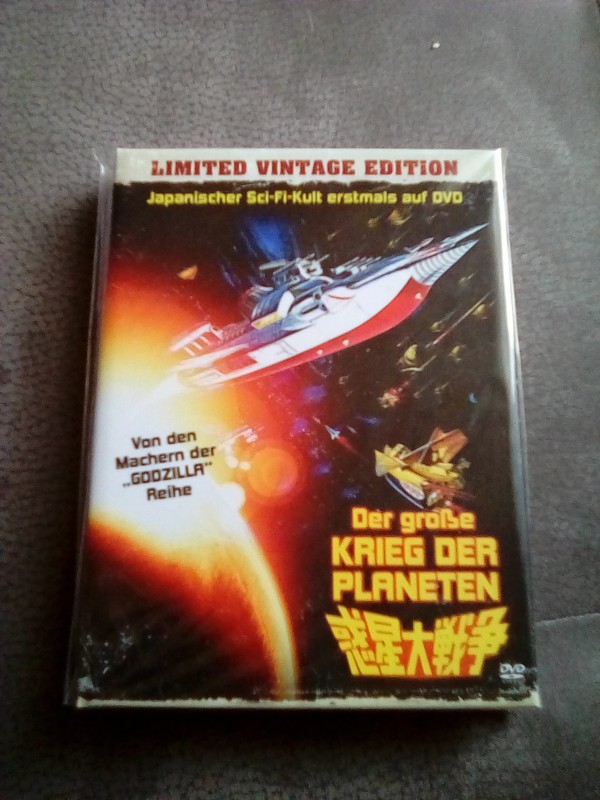 LIMITED VINTAGE EDITION
Japanischer Sci-Fi-Kult erstmals auf DVD
Von den
Machern der
„GODZILLA"
Reihe
Der große
KRIEG DER
PLANETEN
惑星大戦争
DVD